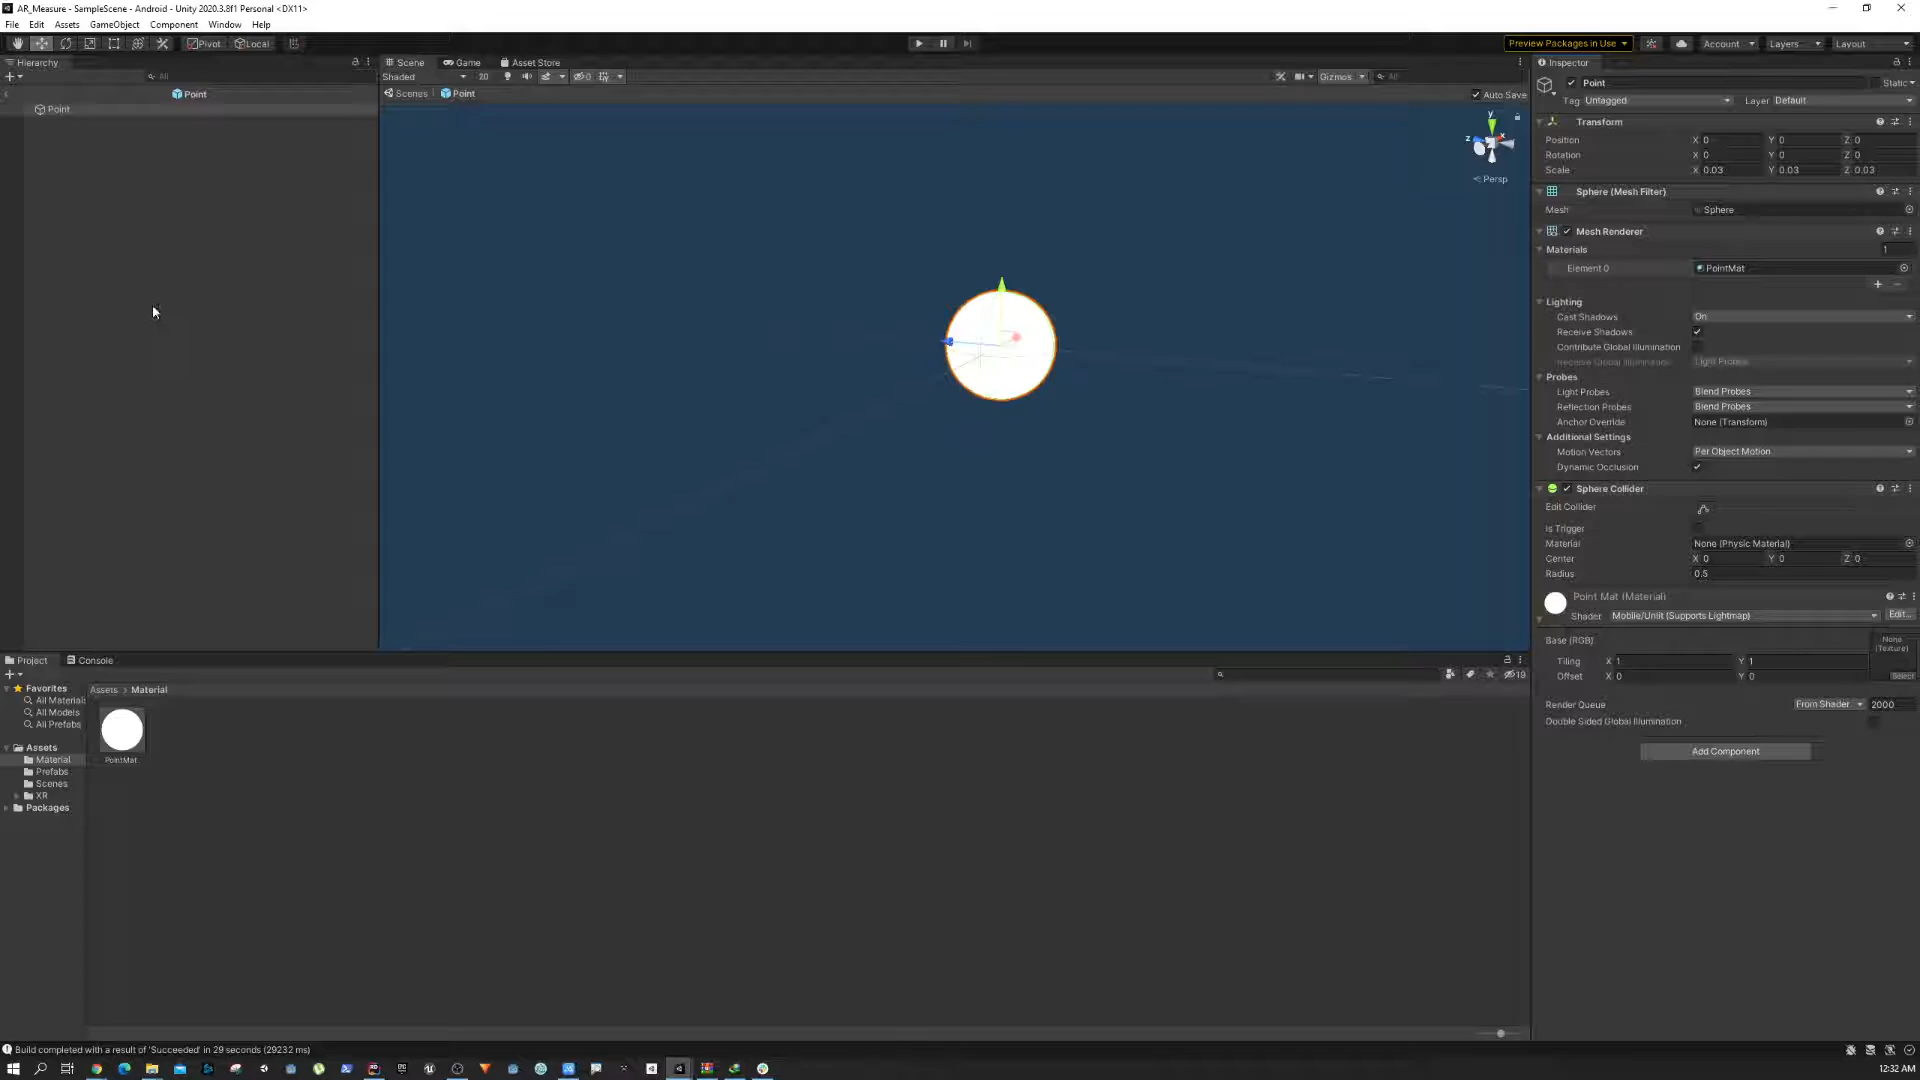 AR_Measure - SampleScene - Android - Unity 2020.3.8f1 Personal <DX11>
File Edit Assets GameObject Component Window Help
Pivot Local
Preview Packages in Use Account Layers Layout
Hierarchy
All
Point
Point
Scene Game Asset Store
Shaded 2D 0 Gizmos All
Scenes Point Auto Save
y
z x
< Persp
Inspector
Point Static
Tag Untagged Layer Default
Transform
Position X 0 Y 0 Z 0
Rotation X 0 Y 0 Z 0
Scale X 0.03 Y 0.03 Z 0.03
Sphere (Mesh Filter)
Mesh Sphere
Mesh Renderer
Materials 1
Element 0 PointMat
Lighting
Cast Shadows On
Receive Shadows
Contribute Global Illumination
Receive Global Illumination Light Probes
Probes
Light Probes Blend Probes
Reflection Probes Blend Probes
Anchor Override None (Transform)
Additional Settings
Motion Vectors Per Object Motion
Dynamic Occlusion
Sphere Collider
Edit Collider
Is Trigger
Material None (Physic Material)
Center X 0 Y 0 Z 0
Radius 0.5
Point Mat (Material)
Shader Mobile/Unlit (Supports Lightmap) Edit...
Base (RGB) None (Texture)
Tiling X 1 Y 1
Offset X 0 Y 0 Select
Render Queue From Shader 2000
Double Sided Global Illumination
Add Component
Project Console
19
Favorites
All Materials
All Models
All Prefabs
Assets
Material
Prefabs
Scenes
XR
Packages
Assets > Material
PointMat
Build completed with a result of 'Succeeded' in 29 seconds (29232 ms)
12:32 AM